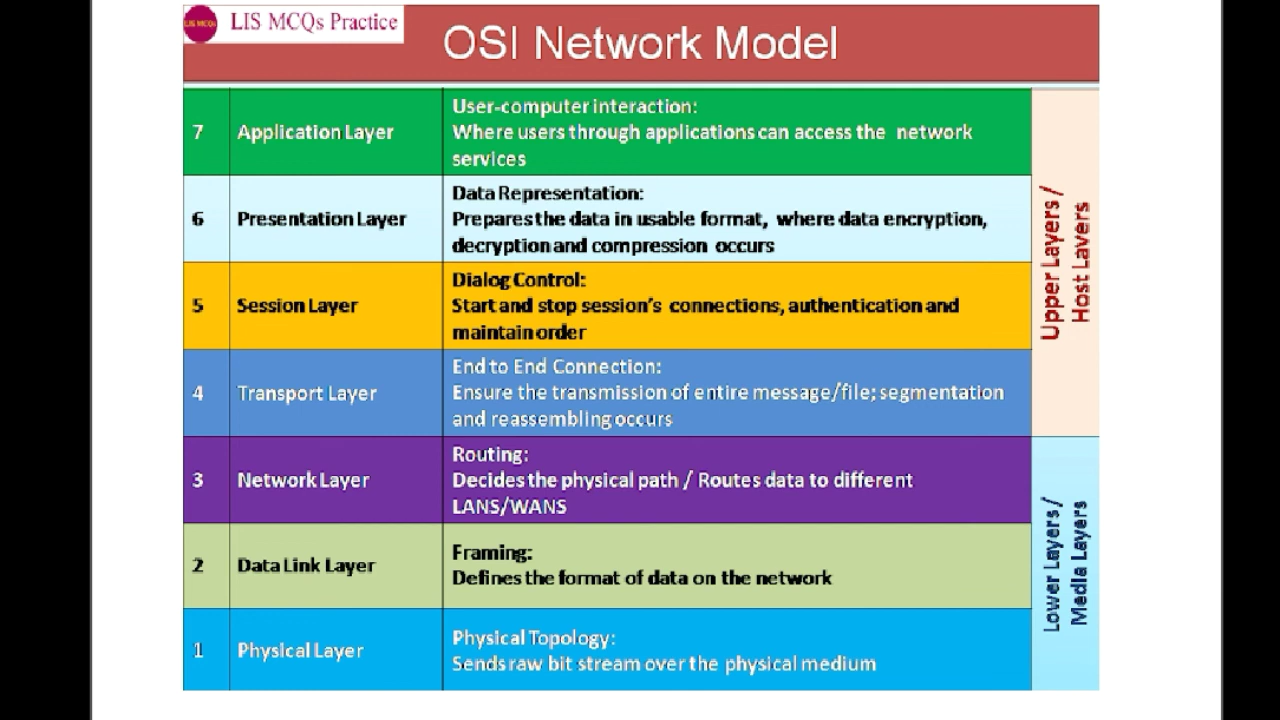 LIS MCQs
LIS MCQs Practice
OSI Network Model
7
Application Layer
User-computer interaction:
Where users through applications can access the network
services
6
Presentation Layer
Data Representation:
Prepares the data in usable format, where data encryption,
decryption and compression occurs
5
Session Layer
Dialog Control:
Start and stop session's connections, authentication and
maintain order
4
Transport Layer
End to End Connection:
Ensure the transmission of entire message/file; segmentation
and reassembling occurs
3
Network Layer
Routing:
Decides the physical path / Routes data to different
LANS/WANS
2
Data Link Layer
Framing:
Defines the format of data on the network
1
Physical Layer
Physical Topology:
Sends raw bit stream over the physical medium
Upper Layers /
Host Layers
Lower Layers /
Media Layers